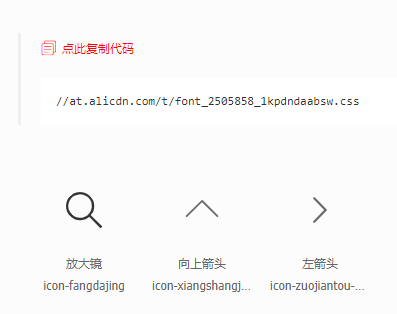 点此复制代码
//at.alicdn.com/t/font_2505858_1kpdndaabsw.css
放大镜 向上箭头 左箭头
icon-fangdajing icon-xiangshangj... icon-zuojiantou-...